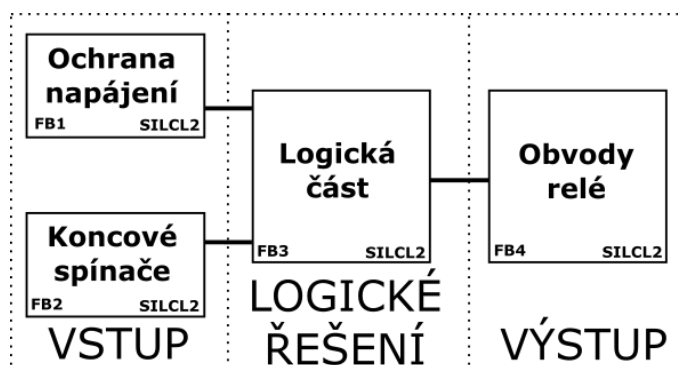 Ochrana
napájení
FB1 SILCL2
Koncové
spínače
FB2 SILCL2
VSTUP
Logická
část
FB3 SILCL2
LOGICKÉ
ŘEŠENÍ
Obvody
relé
FB4 SILCL2
VÝSTUP